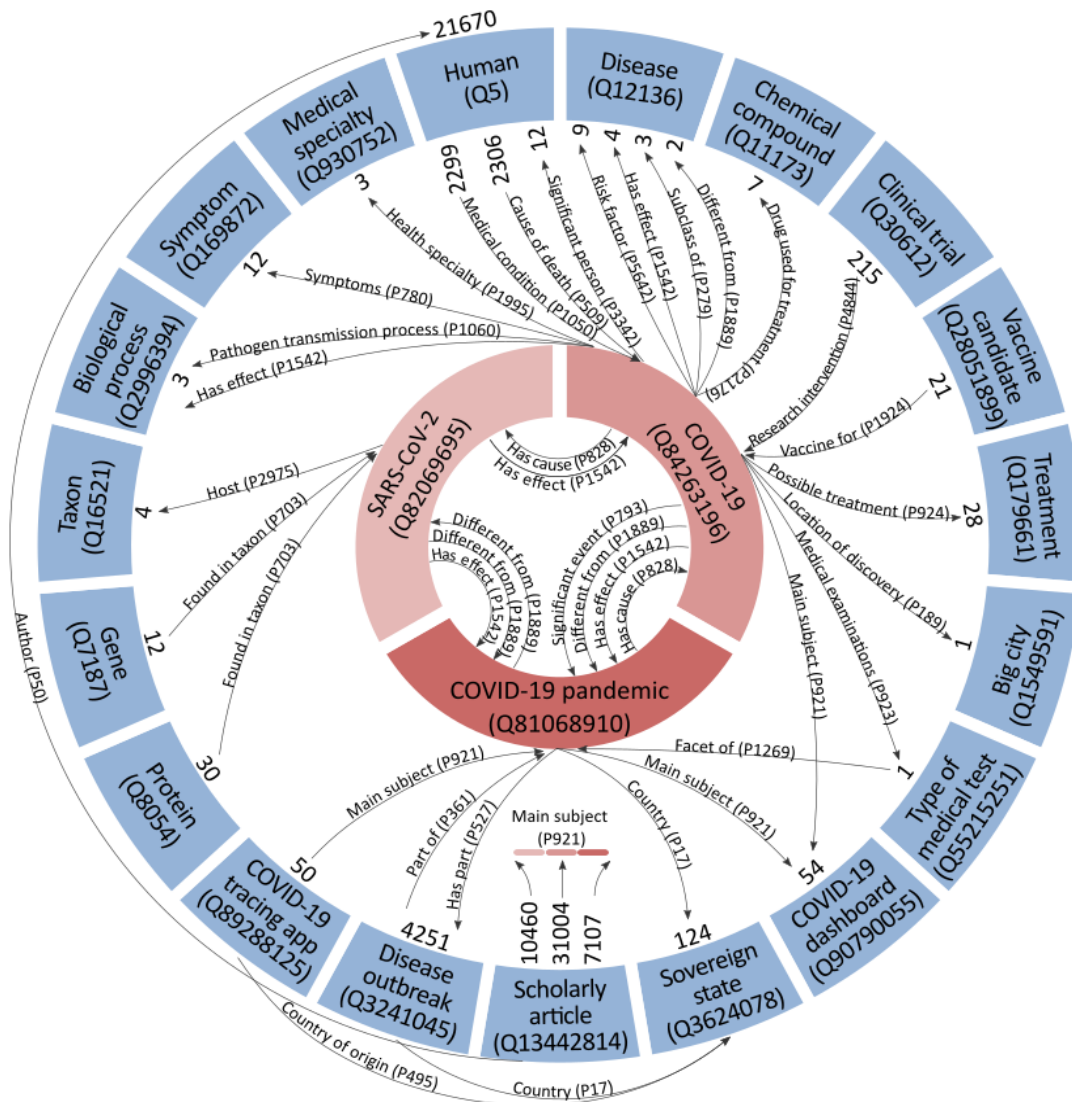 21670
Human
(Q5)
Disease
(Q12136)
Chemical
compound
(Q11173)
Clinical trial
(Q30612)
Vaccine
candidate
(Q28051899)
Treatment
(Q179661)
Big city
(Q1549591)
Type of
medical test
(Q55215251)
COVID-19
dashboard
(Q90790055)
Sovereign
state
(Q3624078)
Scholarly
article
(Q13442814)
Disease
outbreak
(Q3241045)
COVID-19
tracing app
(Q89288125)
Protein
(Q8054)
Gene
(Q7187)
Taxon
(Q16521)
Biological
process
(Q2996394)
Symptom
(Q169872)
Medical
specialty
(Q930752)
2299
2306
12
9
4
3
2
7
215
21
28
1
1
54
124
7107
31004
10460
4251
50
30
12
4
3
12
3
Medical condition (P1050)
Cause of death (P509)
Significant person (P3342)
Risk factor (P5642)
Has effect (P1542)
Subclass of (P279)
Different from (P1889)
Drug used for treatment (P2176)
Research intervention (P4844)
Vaccine for (P1924)
Possible treatment (P924)
Location of discovery (P189)
Medical examinations (P923)
Main subject (P921)
Facet of (P1269)
Main subject (P921)
Country (P17)
Main subject
(P921)
Has part (P527)
Part of (P361)
Main subject (P921)
Found in taxon (P703)
Found in taxon (P703)
Host (P2975)
Has effect (P1542)
Pathogen transmission process (P1060)
Symptoms (P780)
Health specialty (P1995)
SARS-CoV-2
(Q82069695)
COVID-19
(Q84263196)
COVID-19 pandemic
(Q81068910)
Has cause (P828)
Has effect (P1542)
Significant event (P793)
Different from (P1889)
Has effect (P1542)
Has cause (P828)
Different from (P1889)
Different from (P1889)
Has effect (P1542)
Author (P50)
Country of origin (P495)
Country (P17)